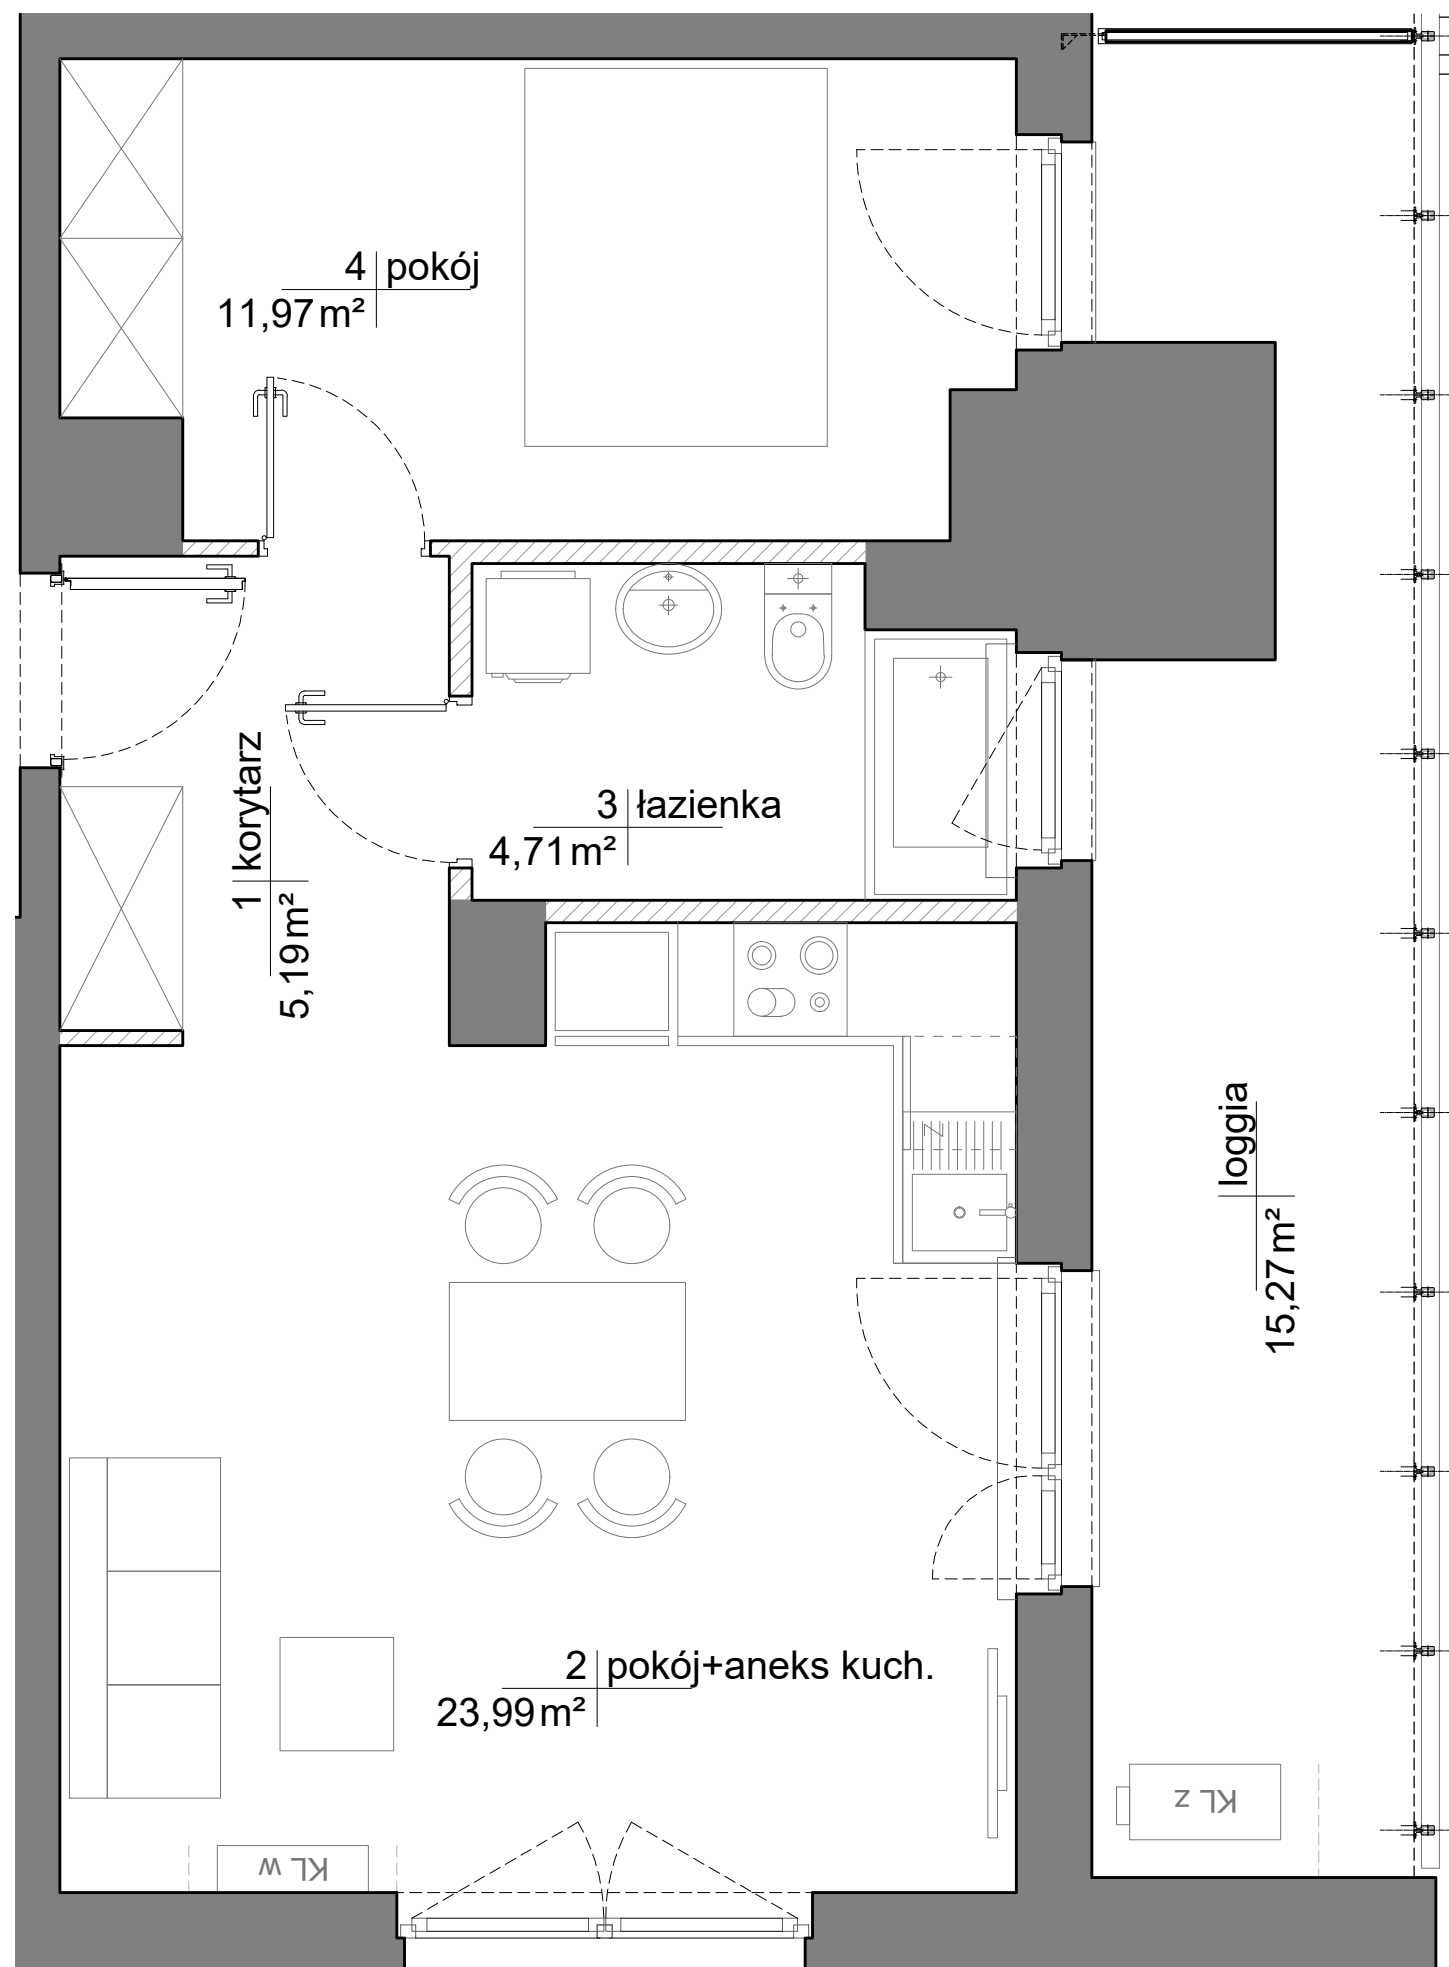 4 pokój
11,97 m²
1 korytarz
5,19 m²
3 łazienka
4,71 m²
loggia
15,27 m²
2 pokój+aneks kuch.
23,99 m²
KL z
KL w